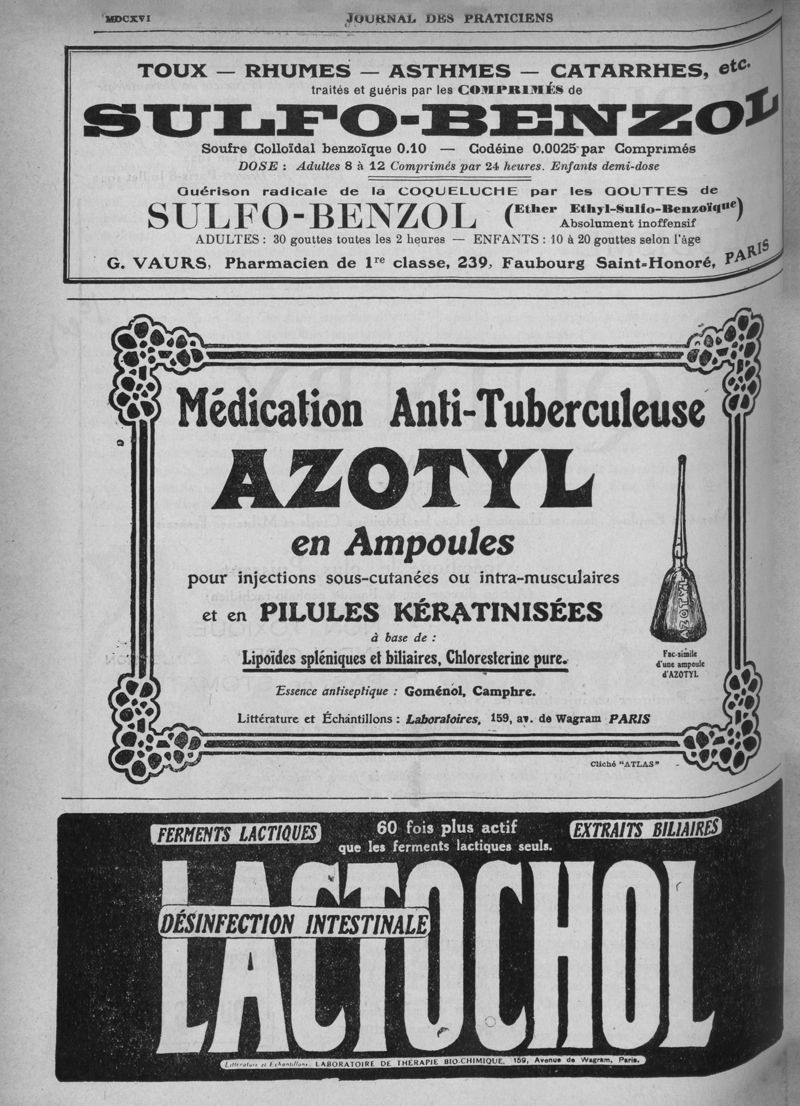 MDCXVI
JOURNAL DES PRATICIENS
TOUX — RHUMES — ASTHMES — CATARRHES, etc.
traités et guéris par les COMPRIMÉS de
SULFO-BENZOL
Soufre Colloïdal benzoïque 0.10 — Codéine 0.0025 par Comprimés
DOSE : Adultes 8 à 12 Comprimés par 24 heures. Enfants demi-dose
Guérison radicale de la COQUELUCHE par les GOUTTES de
SULFO-BENZOL (Ether Ethyl-Sulfo-Benzoïque)
Absolument inoffensif
ADULTES : 30 gouttes toutes les 2 heures — ENFANTS : 10 à 20 gouttes selon l'âge
G. VAURS, Pharmacien de 1re classe, 239, Faubourg Saint-Honoré, PARIS
Médication Anti-Tuberculeuse
AZOTYL
en Ampoules
pour injections sous-cutanées ou intra-musculaires
et en PILULES KÉRATINISÉES
à base de :
Lipoïdes spléniques et biliaires, Chloresterine pure.
Essence antiseptique : Goménol, Camphre.
Littérature et Échantillons : Laboratoires, 159, av. de Wagram PARIS
AZOTYL
Fac-simile
d'une ampoule
d'AZOTYL
Cliché "ATLAS"
FERMENTS LACTIQUES
60 fois plus actif
que les ferments lactiques seuls.
EXTRAITS BILIAIRES
LACTOCHOL
DÉSINFECTION INTESTINALE
Littérature et Echantillons: LABORATOIRE DE THÉRAPIE BIO-CHIMIQUE, 159, Avenue de Wagram, Paris.